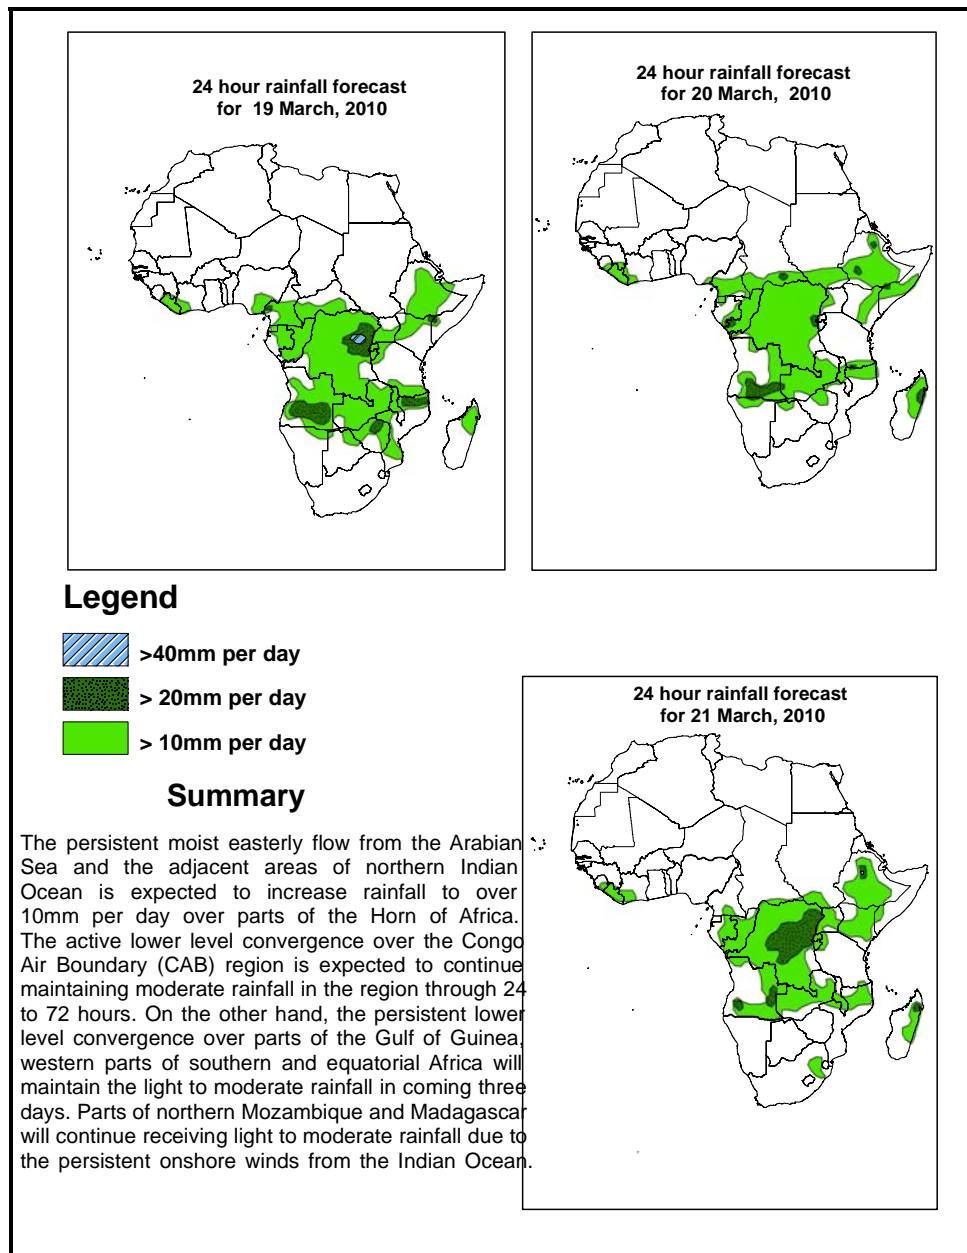 24 hour rainfall forecast
for 19 March, 2010
24 hour rainfall forecast
for 20 March, 2010
Legend
>40mm per day
> 20mm per day
> 10mm per day
24 hour rainfall forecast
for 21 March, 2010
Summary
The persistent moist easterly flow from the Arabian
Sea and the adjacent areas of northern Indian
Ocean is expected to increase rainfall to over
10mm per day over parts of the Horn of Africa.
The active lower level convergence over the Congo
Air Boundary (CAB) region is expected to continue
maintaining moderate rainfall in the region through 24
to 72 hours. On the other hand, the persistent lower
level convergence over parts of the Gulf of Guinea,
western parts of southern and equatorial Africa will
maintain the light to moderate rainfall in coming three
days. Parts of northern Mozambique and Madagascar
will continue receiving light to moderate rainfall due to
the persistent onshore winds from the Indian Ocean.